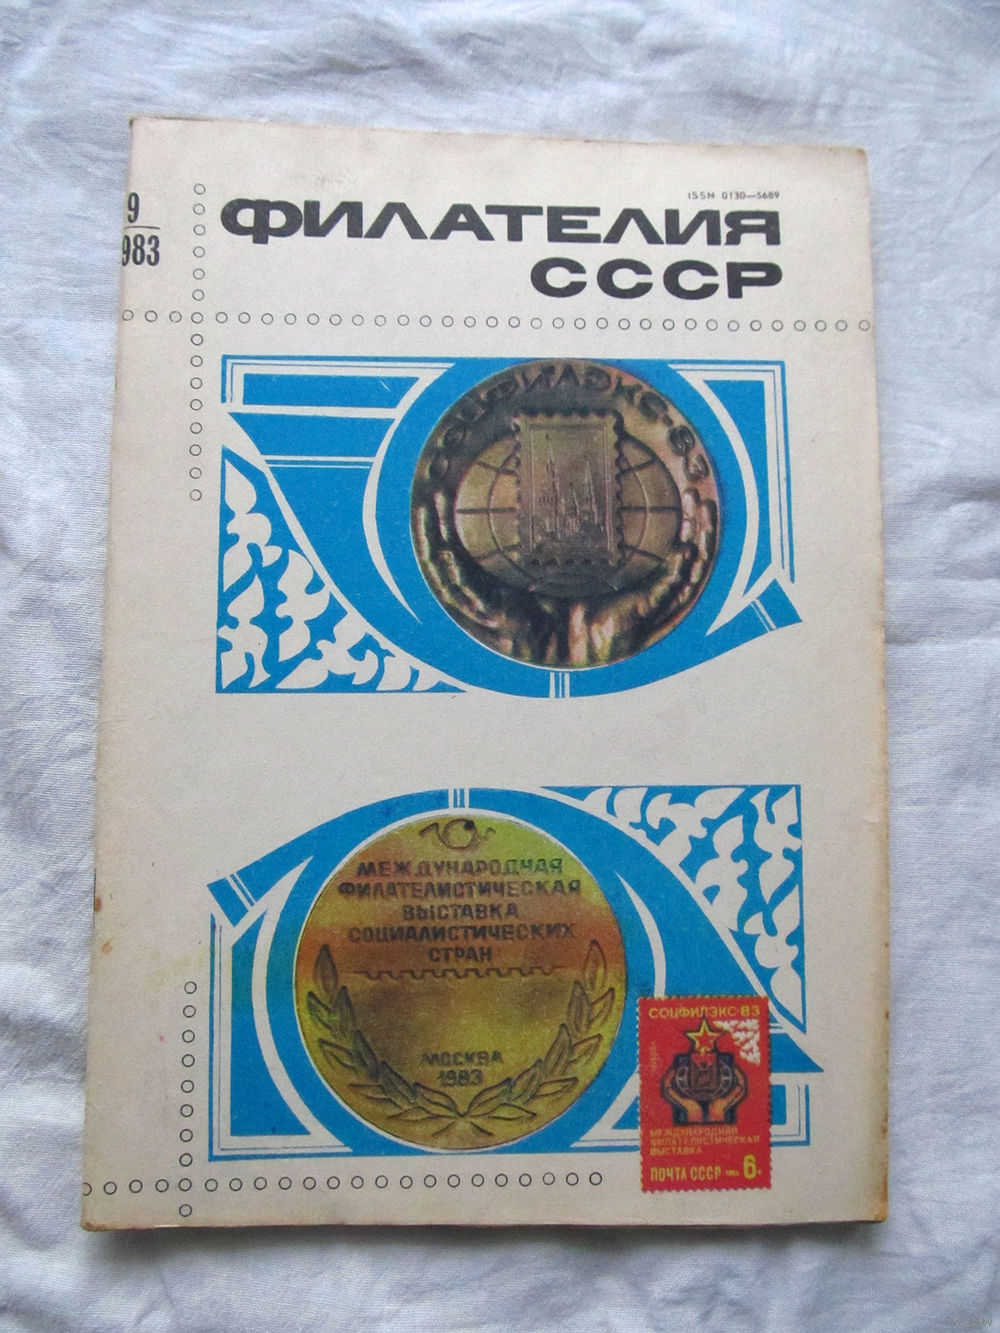 9
983
ISSN 0130—5689
ФИЛАТЕЛИЯ
СССР
СОЦФИЛЭКС-83
МЕЖДУНАРОДНАЯ
ФИЛАТЕЛИСТИЧЕСКАЯ
ВЫСТАВКА
СОЦИАЛИСТИЧЕСКИХ
СТРАН
МОСКВА
1983
СОЦФИЛЭКС-83
МЕЖДУНАРОДНАЯ
ФИЛАТЕЛИСТИЧЕСКАЯ
ВЫСТАВКА
ПОЧТА СССР 6к